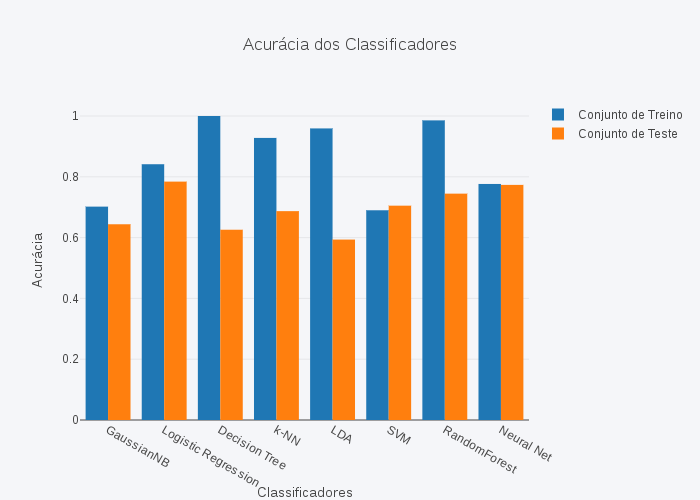 Acurácia dos Classificadores
Conjunto de Treino
Conjunto de Teste
Acurácia
1
0.8
0.6
0.4
0.2
0
GaussianNB
Logistic Regression
Decision Tree
k-NN
LDA
SVM
RandomForest
Neural Net
Classificadores